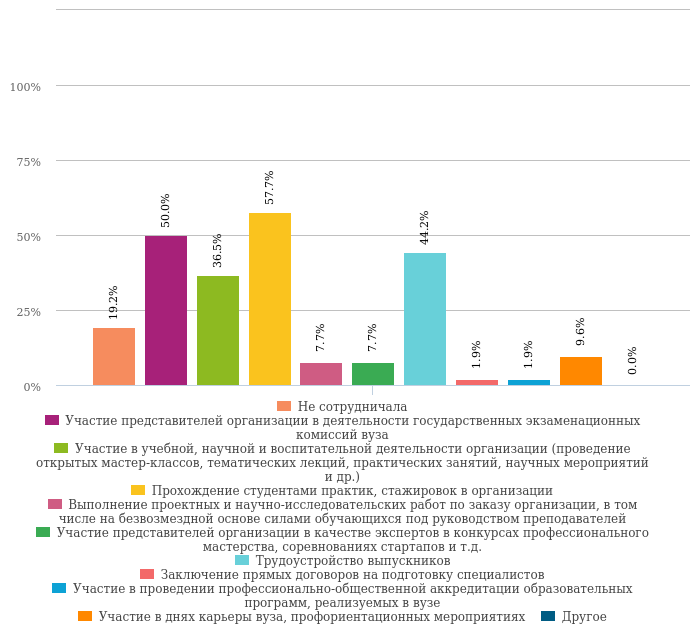 100%
75%
50%
25%
0%
19.2%
50.0%
36.5%
57.7%
7.7%
7.7%
44.2%
1.9%
1.9%
9.6%
0.0%
Не сотрудничала
Участие представителей организации в деятельности государственных экзаменационных
комиссий вуза
Участие в учебной, научной и воспитательной деятельности организации (проведение
открытых мастер-классов, тематических лекций, практических занятий, научных мероприятий
и др.)
Прохождение студентами практик, стажировок в организации
Выполнение проектных и научно-исследовательских работ по заказу организации, в том
числе на безвозмездной основе силами обучающихся под руководством преподавателей
Участие представителей организации в качестве экспертов в конкурсах профессионального
мастерства, соревнованиях стартапов и т.д.
Трудоустройство выпускников
Заключение прямых договоров на подготовку специалистов
Участие в проведении профессионально-общественной аккредитации образовательных
программ, реализуемых в вузе
Участие в днях карьеры вуза, профориентационных мероприятиях Другое